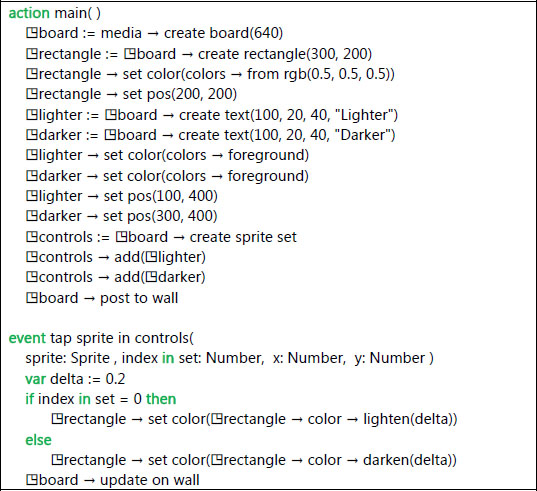 action main( )
◳board := media → create board(640)
◳rectangle := ◳board → create rectangle(300, 200)
◳rectangle → set color(colors → from rgb(0.5, 0.5, 0.5))
◳rectangle → set pos(200, 200)
◳lighter := ◳board → create text(100, 20, 40, "Lighter")
◳darker := ◳board → create text(100, 20, 40, "Darker")
◳lighter → set color(colors → foreground)
◳darker → set color(colors → foreground)
◳lighter → set pos(100, 400)
◳darker → set pos(300, 400)
◳controls := ◳board → create sprite set
◳controls → add(◳lighter)
◳controls → add(◳darker)
◳board → post to wall
event tap sprite in controls(
sprite: Sprite , index in set: Number, x: Number, y: Number )
var delta := 0.2
if index in set = 0 then
◳rectangle → set color(◳rectangle → color → lighten(delta))
else
◳rectangle → set color(◳rectangle → color → darken(delta))
◳board → update on wall